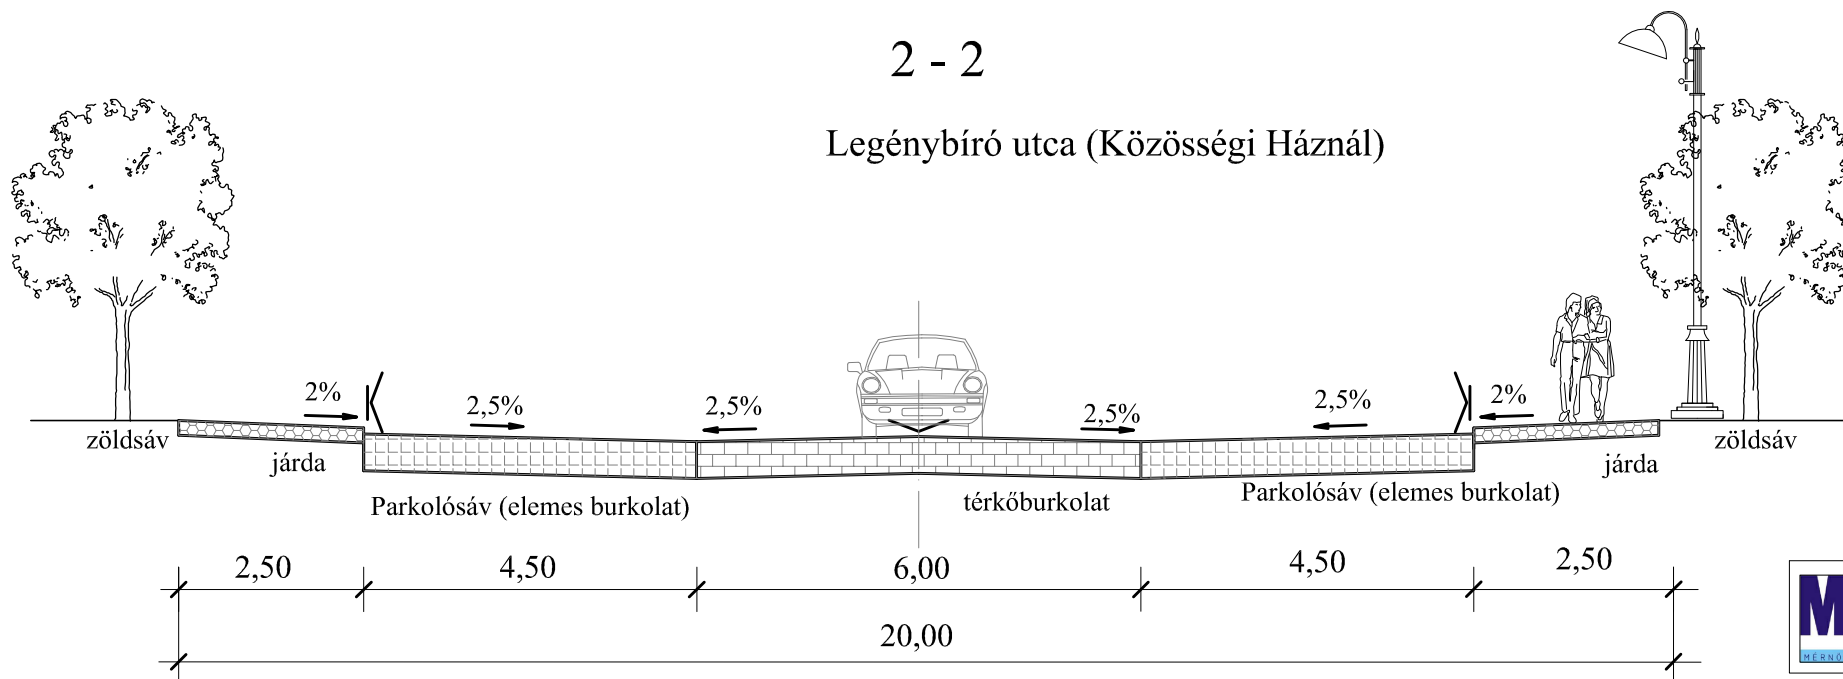 2 - 2
Legénybíró utca (Közösségi Háznál)
2%
2,5%
2,5%
2,5%
2,5%
2%
zöldsáv
járda
Parkolósáv (elemes burkolat)
térkőburkolat
Parkolósáv (elemes burkolat)
járda
zöldsáv
2,50
4,50
6,00
4,50
2,50
20,00